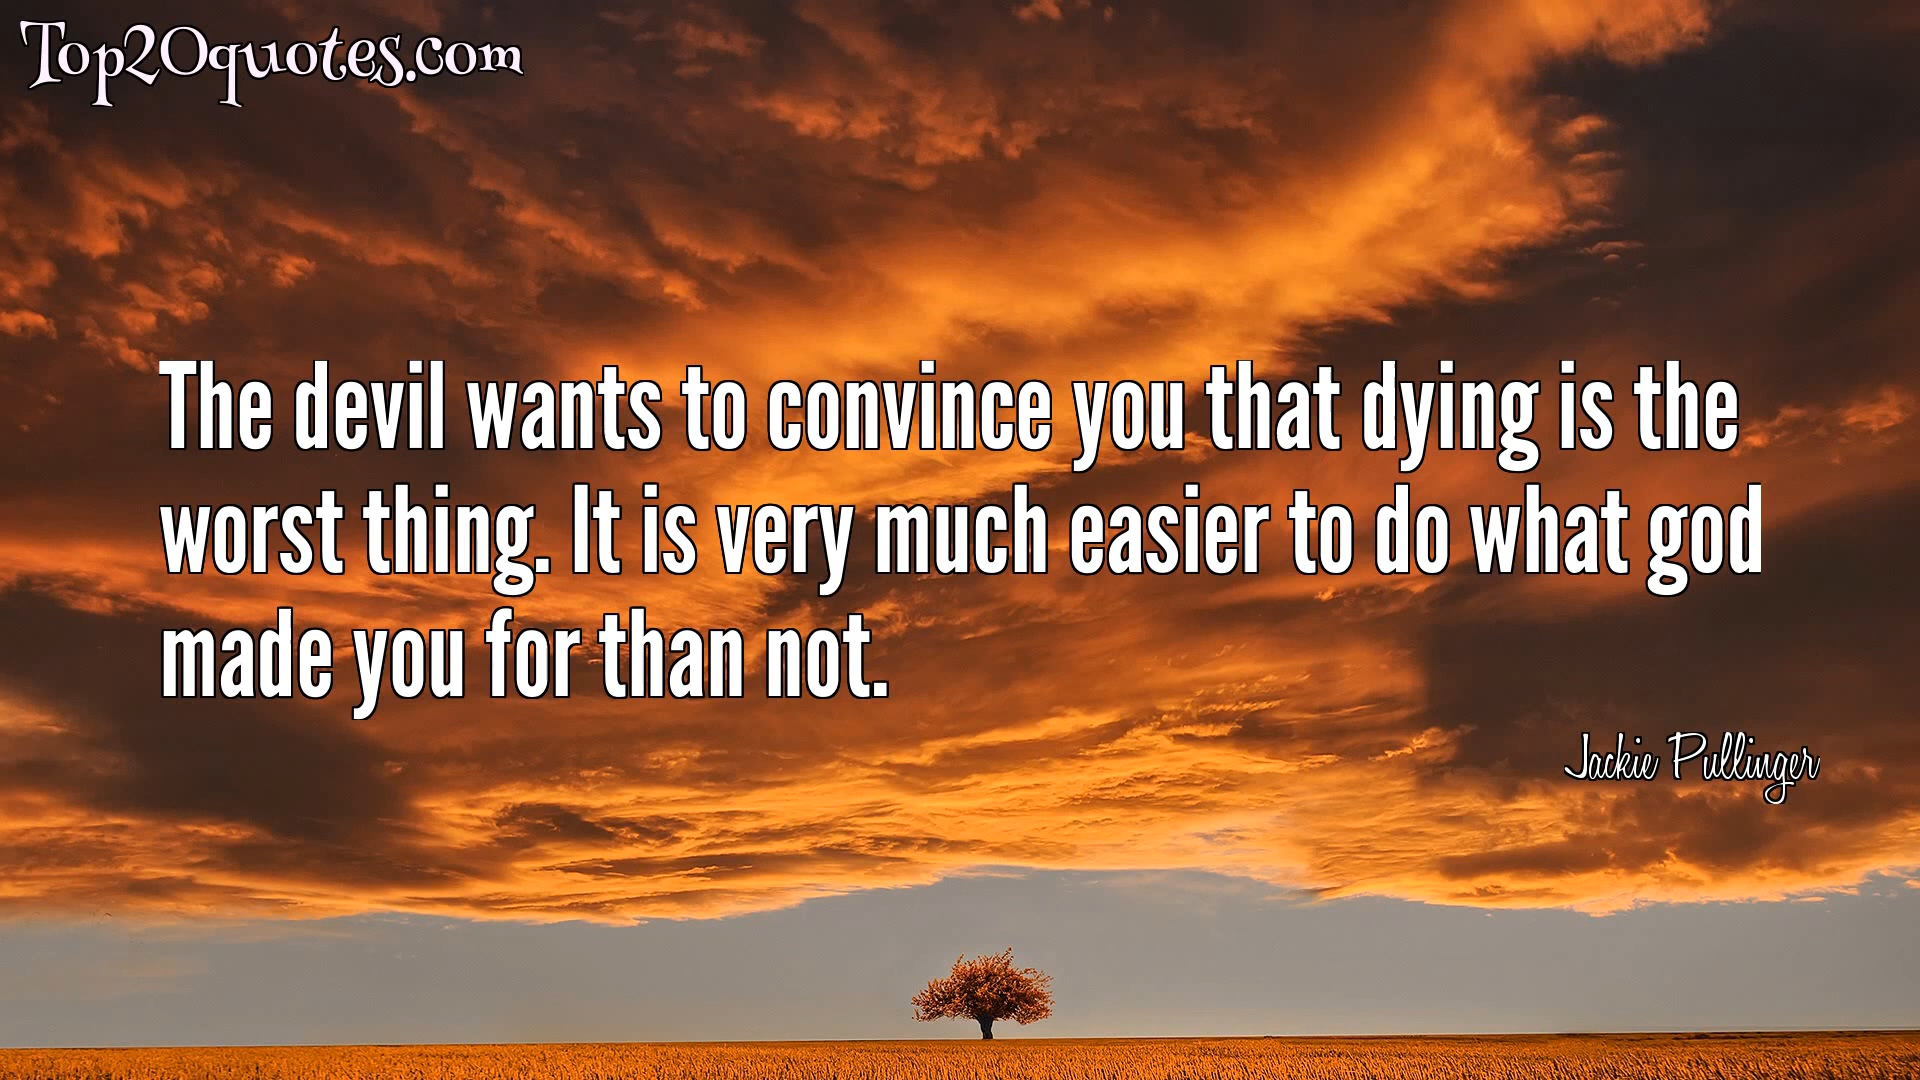 Top20quotes.com
The devil wants to convince you that dying is the
worst thing. It is very much easier to do what god
made you for than not.
Jackie Pullinger